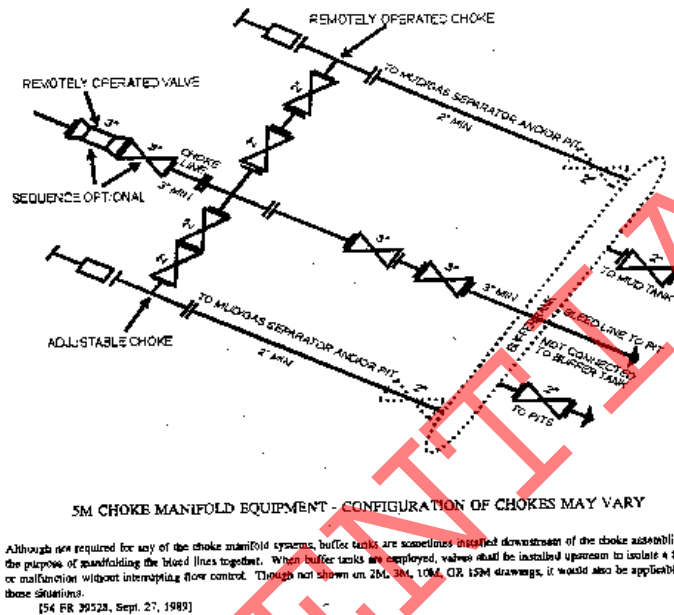 REMOTELY OPERATED CHOKE
REMOTELY OPERATED VALVE
TO MUD/GAS SEPARATOR AND/OR PIT
2" MIN
2"
2"
3"
3"
CHOKE
LINE
3" MIN
SEQUENCE OPTIONAL
2"
2"
2"
3"
3"
3" MIN
2"
TO MUD TANK
BLEED LINE TO PIT
NOT CONNECTED
TO BUFFER TANK
TO MUD/GAS SEPARATOR AND/OR PIT
2" MIN
ADJUSTABLE CHOKE
2"
2"
TO PITS
5M CHOKE MANIFOLD EQUIPMENT - CONFIGURATION OF CHOKES MAY VARY
Although not required for any of the choke manifold systems, buffer tanks are sometimes installed downstream of the choke assembli
the purpose of manifolding the bleed lines together. When buffer tanks are employed, valves shall be installed upstream to isolate a
or malfunction without interrupting flow control. Though not shown on 2M, 3M, 10M, OR 15M drawings, it would also be applicabl
those situations.
[54 FR 39528, Sept. 27, 1989]
ENTIA